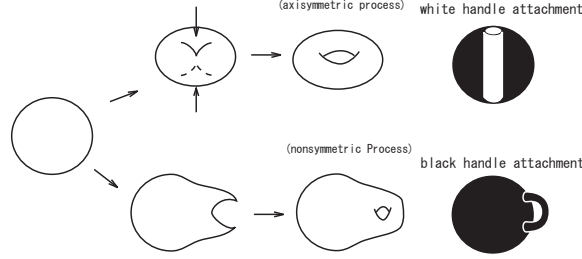 (axisymmetric process)
white handle attachment
(nonsymmetric Process)
black handle attachment